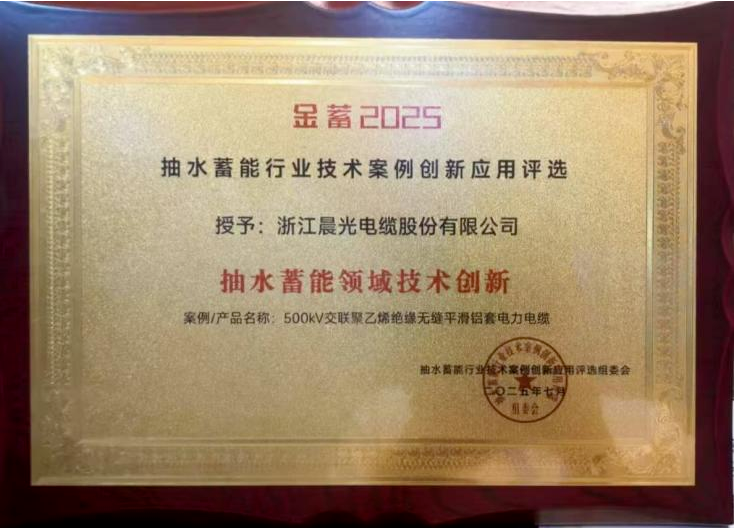 金蓄2025
抽水蓄能行业技术案例创新应用评选
授予：浙江晨光电缆股份有限公司
抽水蓄能领域技术创新
案例/产品名称：500kV交联聚乙烯绝缘无缝平滑铝套电力电缆
抽水蓄能行业技术案例创新应用评选组委会
二〇二五年七月
组委会